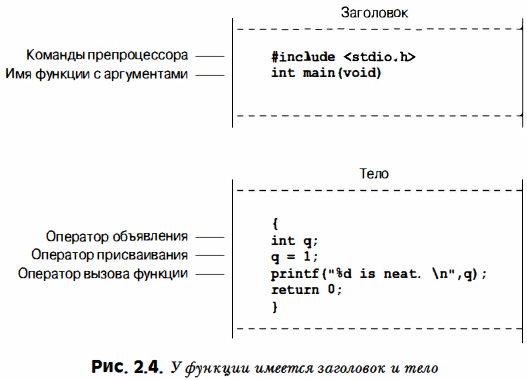 Заголовок
Команды препроцессора
#include <stdio.h>
Имя функции с аргументами
int main(void)
Тело
{
Оператор объявления
int q;
Оператор присваивания
q = 1;
Оператор вызова функции
printf("%d is neat. \n",q);
return 0;
}
Рис. 2.4. У функции имеется заголовок и тело